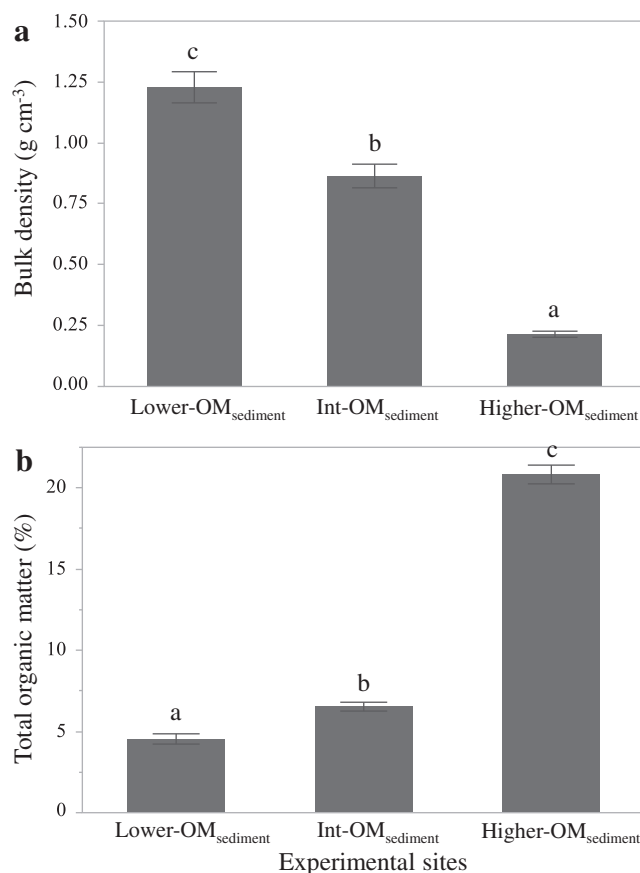 a
1.50
1.25
1.00
0.75
0.50
0.25
0.00
Bulk density (g cm-3)
c
b
a
Lower-OMsediment Int-OMsediment Higher-OMsediment
b
20
15
10
5
0
Total organic matter (%)
a
b
c
Lower-OMsediment Int-OMsediment Higher-OMsediment
Experimental sites